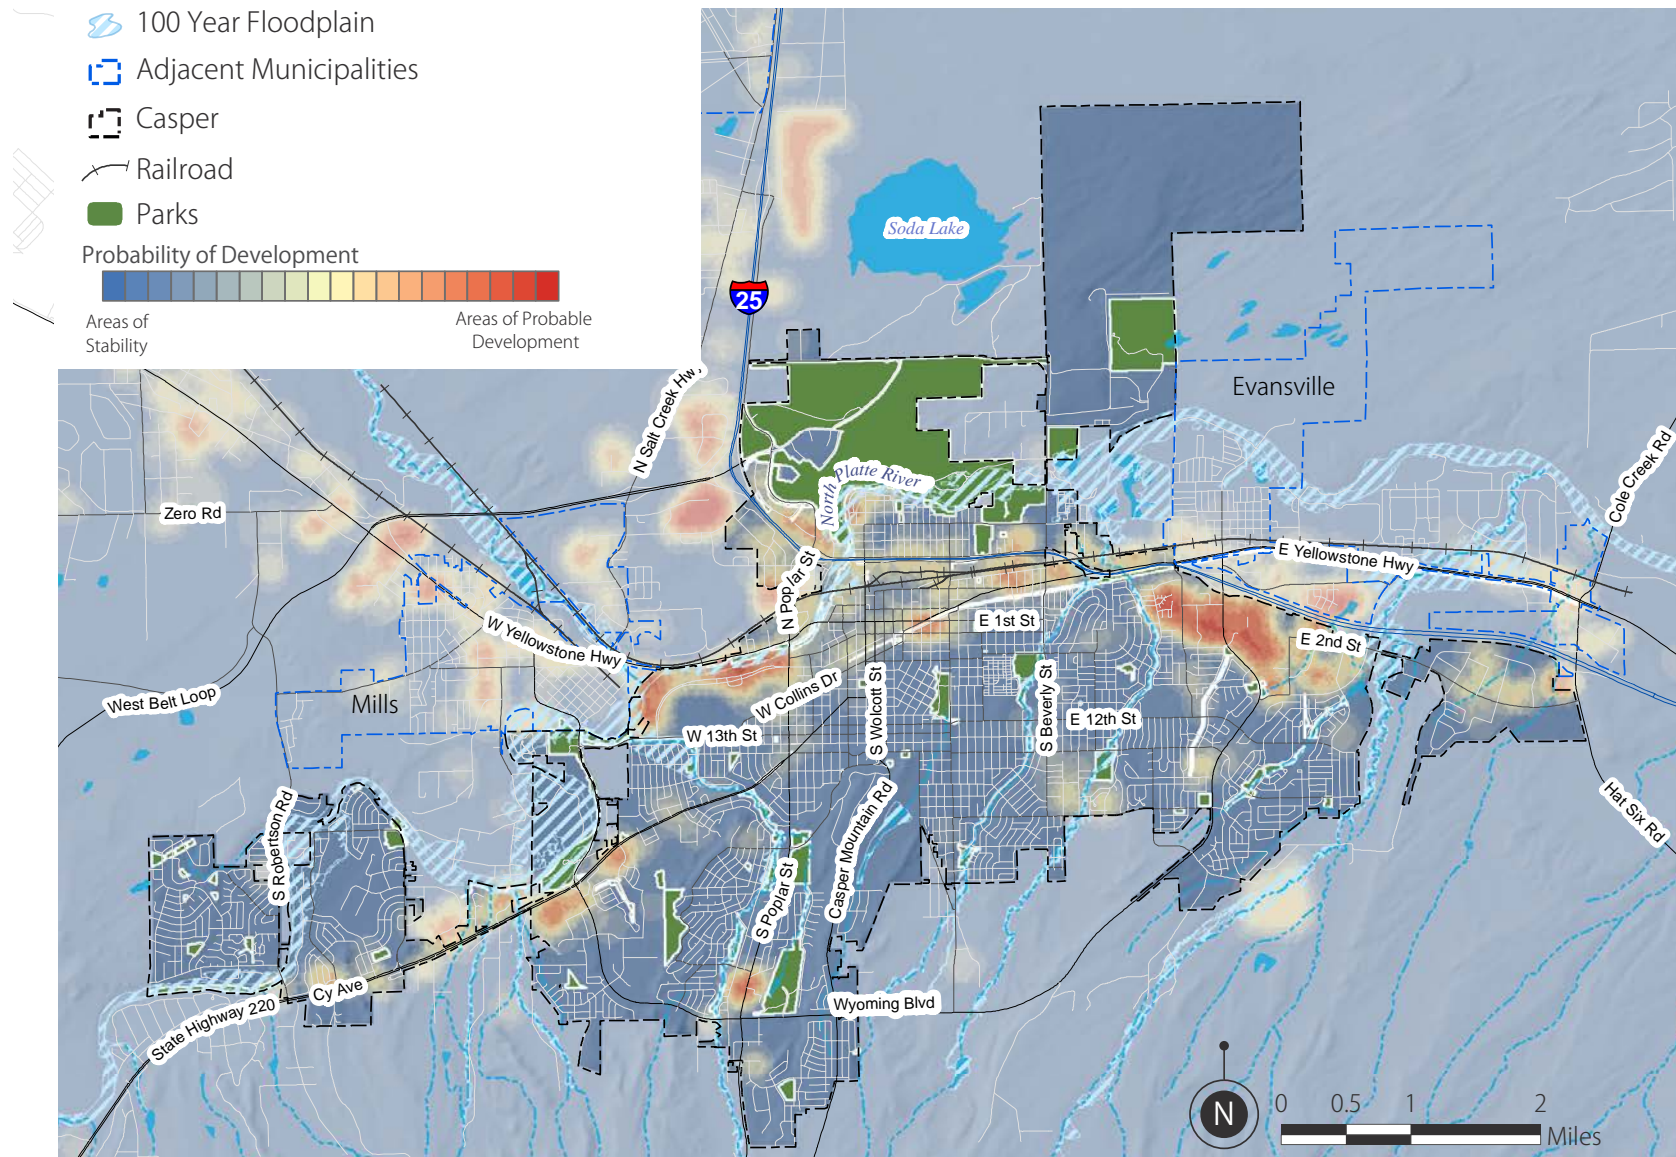 100 Year Floodplain
Adjacent Municipalities
Casper
Railroad
Parks
Probability of Development
Areas of
Stability
Areas of Probable
Development
Soda Lake
25
Evansville
N Salt Creek Hwy
North Platte River
Cole Creek Rd
Zero Rd
E Yellowstone Hwy
N Poplar St
W Yellowstone Hwy
E 1st St
E 2nd St
West Belt Loop
Mills
W Collins Dr
S Wolcott St
S Beverly St
E 12th St
W 13th St
S Robertson Rd
Casper Mountain Rd
Hat Six Rd
S Poplar St
Cy Ave
State Highway 220
Wyoming Blvd
N
0 0.5 1 2
Miles